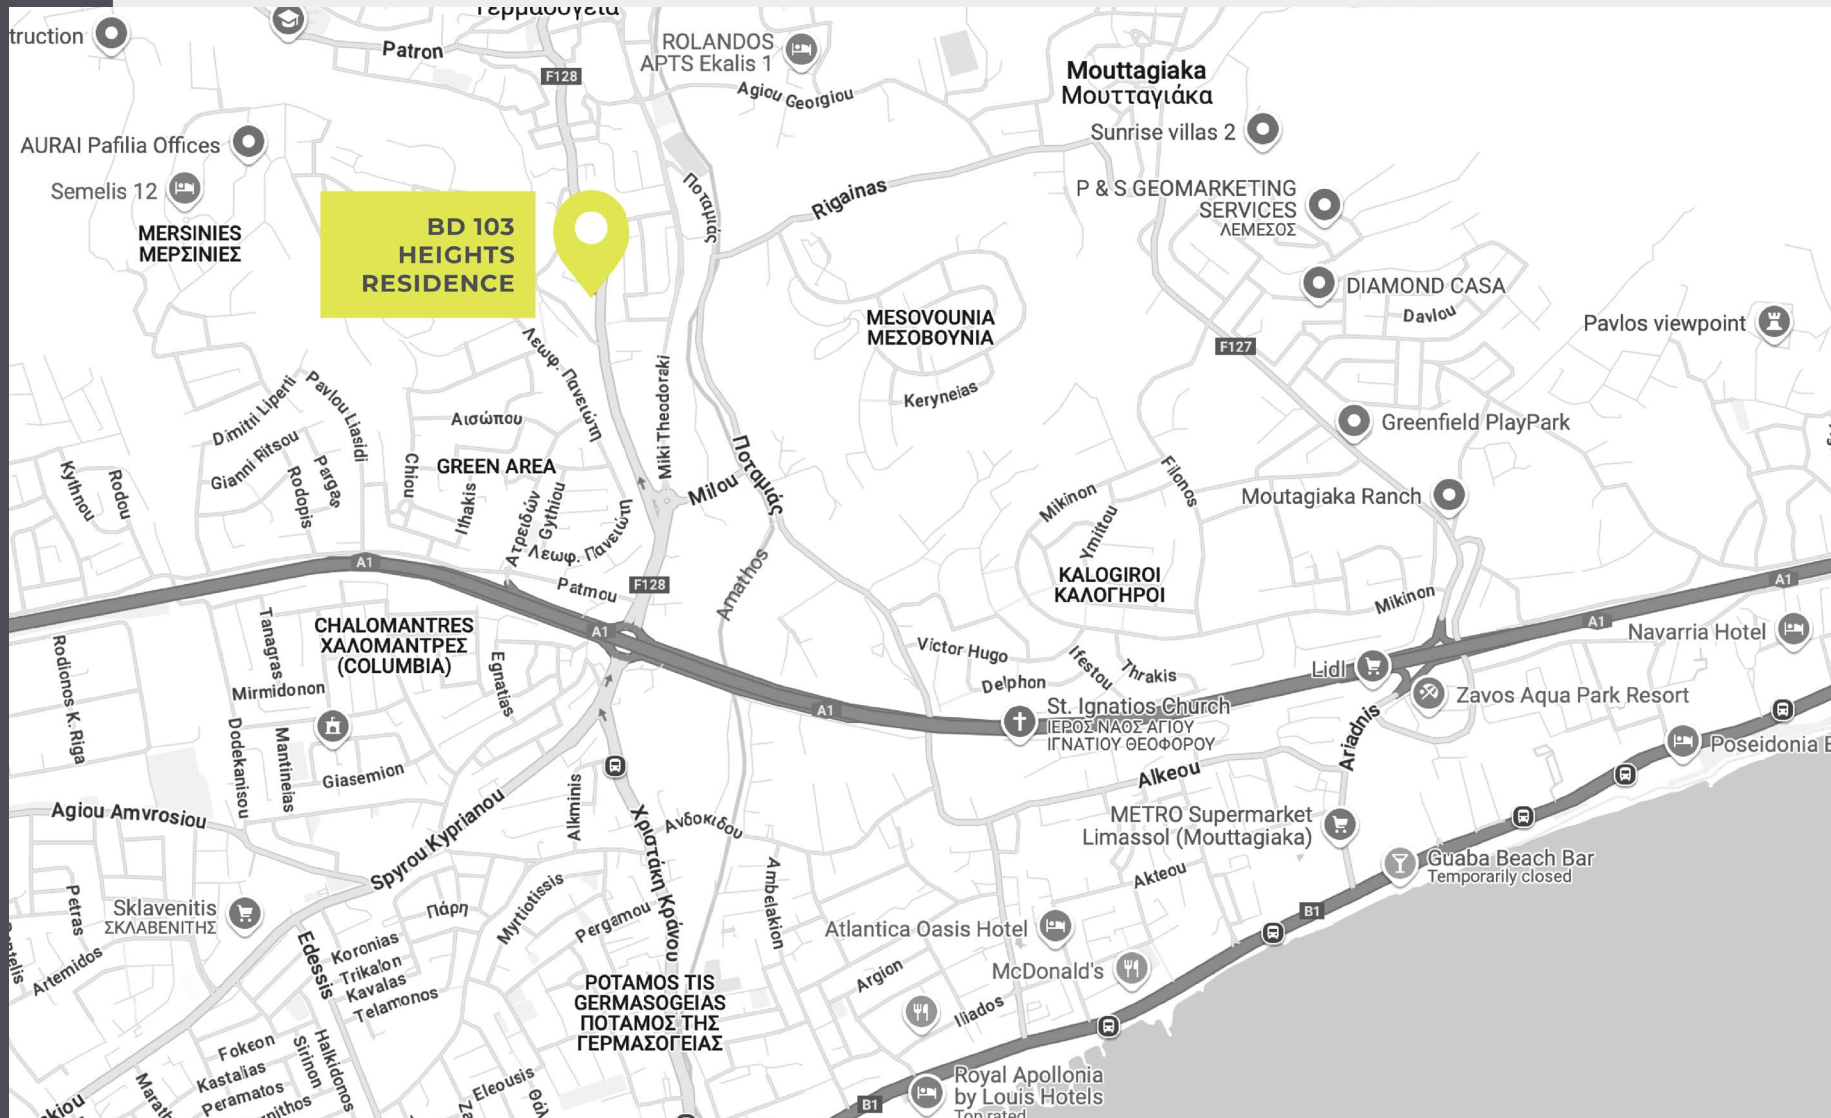 Γερμασόγεια
truction
Patron
F128
ROLANDOS
APTS Ekalis 1
Agiou Georgiou
Mouttagiaka
Μουτταγιάκα
Sunrise villas 2
AURAI Pafilia Offices
Semelis 12
MERSINIES
ΜΕΡΣΙΝΙΕΣ
BD 103
HEIGHTS
RESIDENCE
Ποταμιάς
Rigainas
P & S GEOMARKETING
SERVICES
ΛΕΜΕΣΟΣ
DIAMOND CASA
Davlou
Pavlos viewpoint
MESOVOUNIA
ΜΕΣΟΒΟΥΝΙΑ
F127
Keryneias
Λεωφ. Πανειώτη
Miki Theodoraki
Dimitri Liperti
Pavlou Liasidi
Αισώπου
Greenfield PlayPark
Gianni Ritsou
Rodopis
Pargas
Chiou
GREEN AREA
Ithakis
Ατρειδών
Gythiou
Λεωφ. Πανειώτη
Milou
Ποταμιάς
Kythnou
Rodou
Filonos
Mikinon
Ymittou
Moutagiaka Ranch
A1
Patmou
F128
Amathos
KALOGIROI
ΚΑΛΟΓΗΡΟΙ
Mikinon
A1
A1
A1
Tanagras
CHALOMANTRES
ΧΑΛΟΜΑΝΤΡΕΣ
(COLUMBIA)
Egnatias
Rodionos K. Riga
Mirmidonon
Dodekanisou
Mantineias
Giasemion
Victor Hugo
Delphon
Ifestou
Thrakis
Lidl
Navarria Hotel
Zavos Aqua Park Resort
A1
St. Ignatios Church
ΙΕΡΟΣ ΝΑΟΣ ΑΓΙΟΥ
ΙΓΝΑΤΙΟΥ ΘΕΟΦΟΡΟΥ
Ariadnis
Poseidonia
Alkeou
Agiou Amvrosiou
Spyrou Kyprianou
Alkminis
Χριστάκη Κράνου
Ανδοκιδου
Ambelakion
METRO Supermarket
Limassol (Mouttagiaka)
Guaba Beach Bar
Temporarily closed
Akteou
B1
Petras
Sklavenitis
ΣΚΛΑΒΕΝΙΤΗΣ
Artemidos
Edessis
Πάρη
Myrtiotissis
Pergamou
Koronias
Trikalon
Kavalas
Telamonos
Atlantica Oasis Hotel
McDonald's
Argion
Iliados
POTAMOS TIS
GERMASOGEIAS
ΠΟΤΑΜΟΣ ΤΗΣ
ΓΕΡΜΑΣΟΓΕΙΑΣ
Fokeon
Kastalias
Peramatos
Sirinon
Halkidonos
Eleousis
Royal Apollonia
by Louis Hotels
Top rated
B1